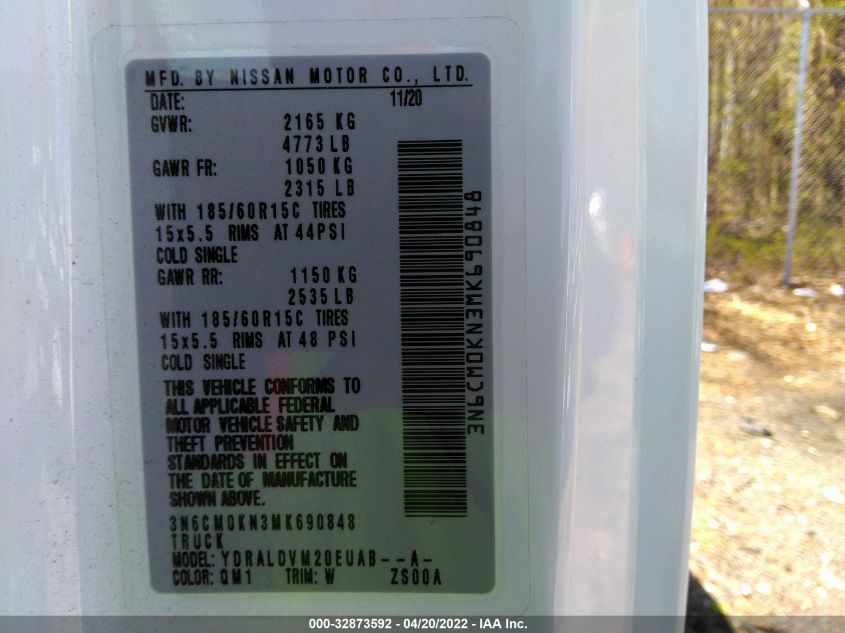 MFD. BY NISSAN MOTOR CO., LTD.
DATE: 11/20
GVWR: 2165 KG
4773 LB
GAWR FR: 1050 KG
2315 LB
WITH 185/60R15C TIRES
15x5.5 RIMS AT 44PSI
COLD SINGLE
GAWR RR: 1150 KG
2535 LB
WITH 185/60R15C TIRES
15x5.5 RIMS AT 48 PSI
COLD SINGLE
THIS VEHICLE CONFORMS TO
ALL APPLICABLE FEDERAL
MOTOR VEHICLE SAFETY AND
THEFT PREVENTION
STANDARDS IN EFFECT ON
THE DATE OF MANUFACTURE
SHOWN ABOVE.
3N6CM0KN3MK690848
TRUCK
MODEL: YDRALDVM20EUAB--A-
COLOR: QM1 TRIM: W ZS00A
3N6CM0KN3MK690848
000-32873592 - 04/20/2022 - IAA Inc.